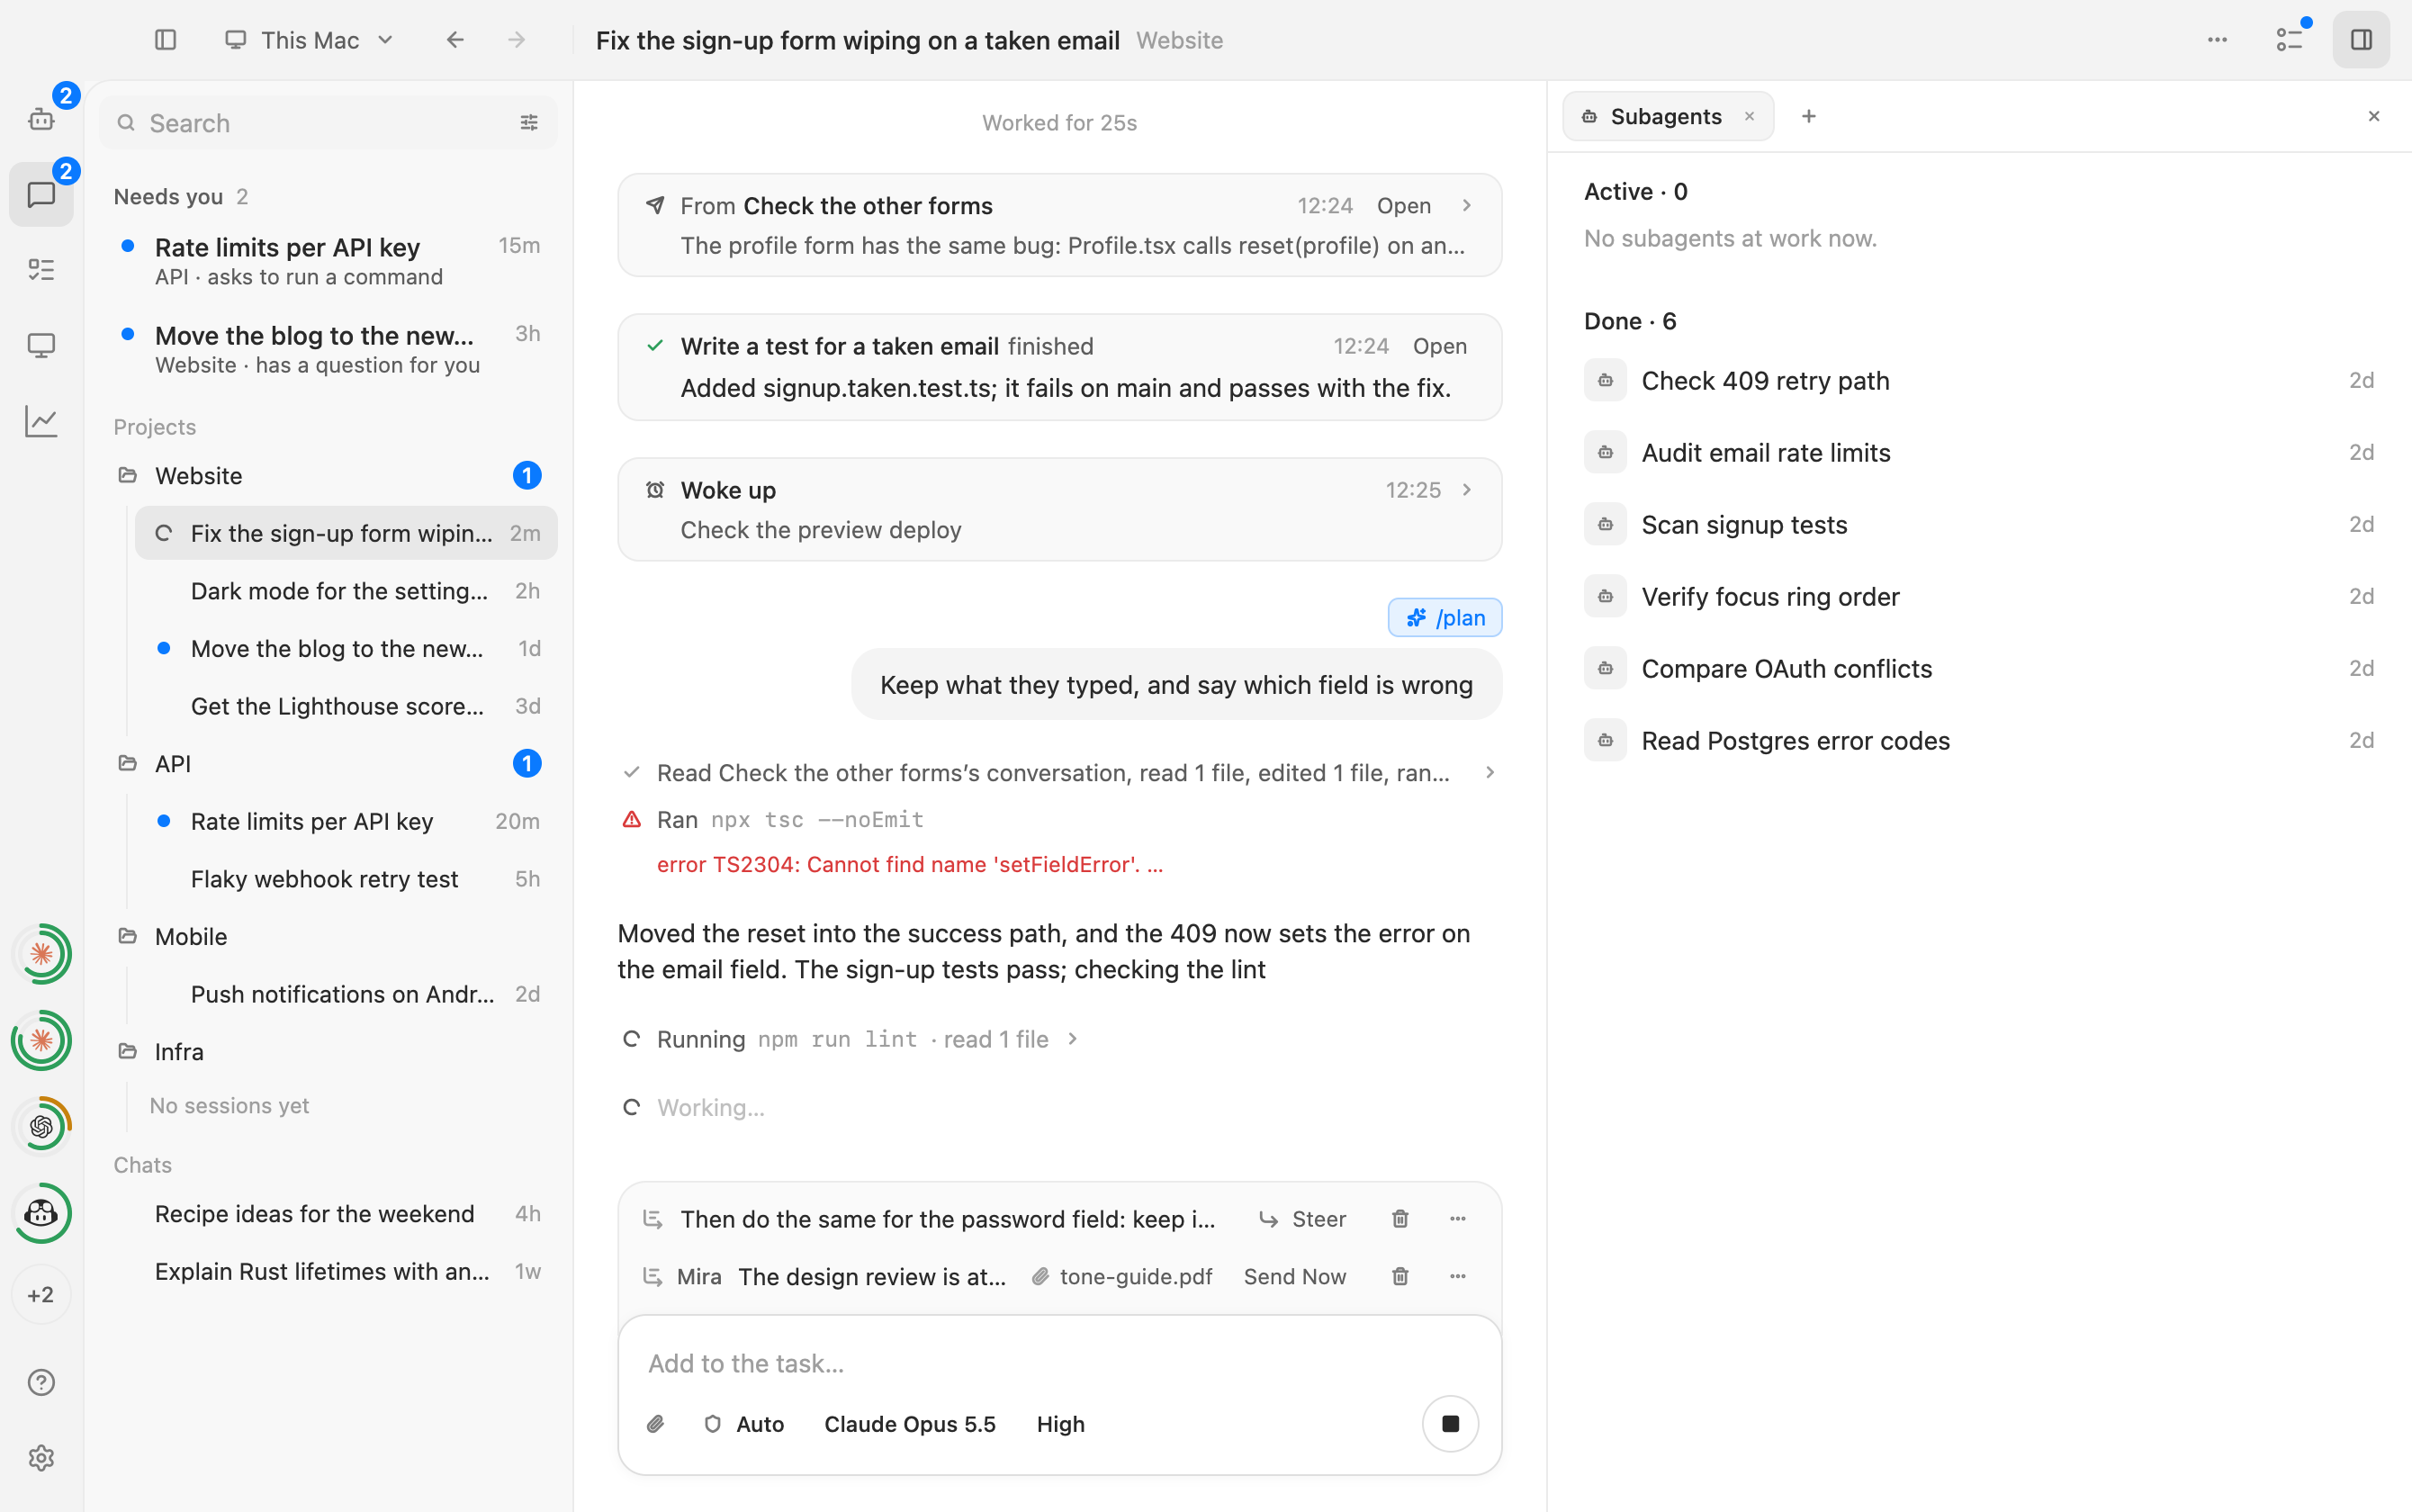 This Mac
Fix the sign-up form wiping on a taken email Website
2
2
Search
Needs you 2
Rate limits per API key 15m
API · asks to run a command
Move the blog to the new... 3h
Website · has a question for you
Projects
Website 1
Fix the sign-up form wipin... 2m
Dark mode for the setting... 2h
Move the blog to the new... 1d
Get the Lighthouse score... 3d
API 1
Rate limits per API key 20m
Flaky webhook retry test 5h
Mobile
Push notifications on Andr... 2d
Infra
No sessions yet
Chats
Recipe ideas for the weekend 4h
Explain Rust lifetimes with an... 1w
+2
Worked for 25s
From Check the other forms 12:24 Open
The profile form has the same bug: Profile.tsx calls reset(profile) on an...
Write a test for a taken email finished 12:24 Open
Added signup.taken.test.ts; it fails on main and passes with the fix.
Woke up 12:25
Check the preview deploy
/plan
Keep what they typed, and say which field is wrong
Read Check the other forms’s conversation, read 1 file, edited 1 file, ran...
Ran npx tsc --noEmit
error TS2304: Cannot find name 'setFieldError'. ...
Moved the reset into the success path, and the 409 now sets the error on
the email field. The sign-up tests pass; checking the lint
Running npm run lint · read 1 file
Working...
Then do the same for the password field: keep i... Steer
Mira The design review is at... tone-guide.pdf Send Now
Add to the task...
Auto Claude Opus 5.5 High
Subagents
Active · 0
No subagents at work now.
Done · 6
Check 409 retry path 2d
Audit email rate limits 2d
Scan signup tests 2d
Verify focus ring order 2d
Compare OAuth conflicts 2d
Read Postgres error codes 2d